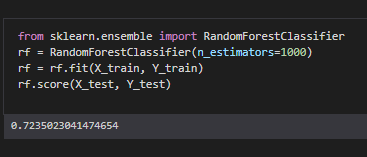 from sklearn.ensemble import RandomForestClassifier
rf = RandomForestClassifier(n_estimators=1000)
rf = rf.fit(X_train, Y_train)
rf.score(X_test, Y_test)
0.7235023041474654